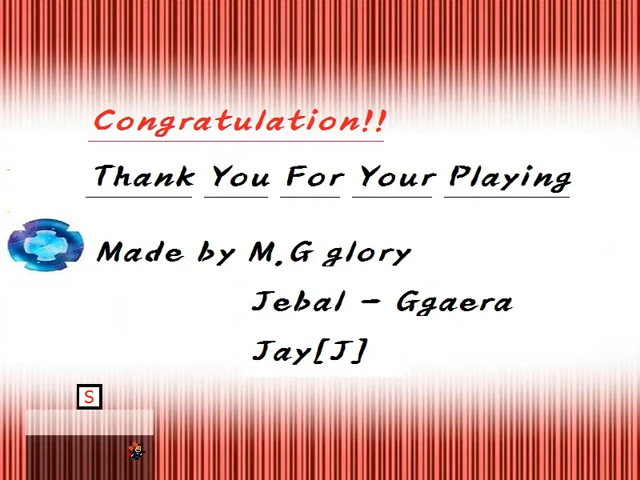 Congratulation!!
Thank You For Your Playing
Made by M.G glory
Jebal - Ggaera
Jay[J]
S